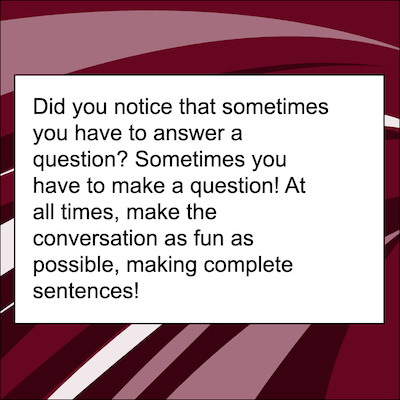 Did you notice that sometimes
you have to answer a
question? Sometimes you
have to make a question! At
all times, make the
conversation as fun as
possible, making complete
sentences!